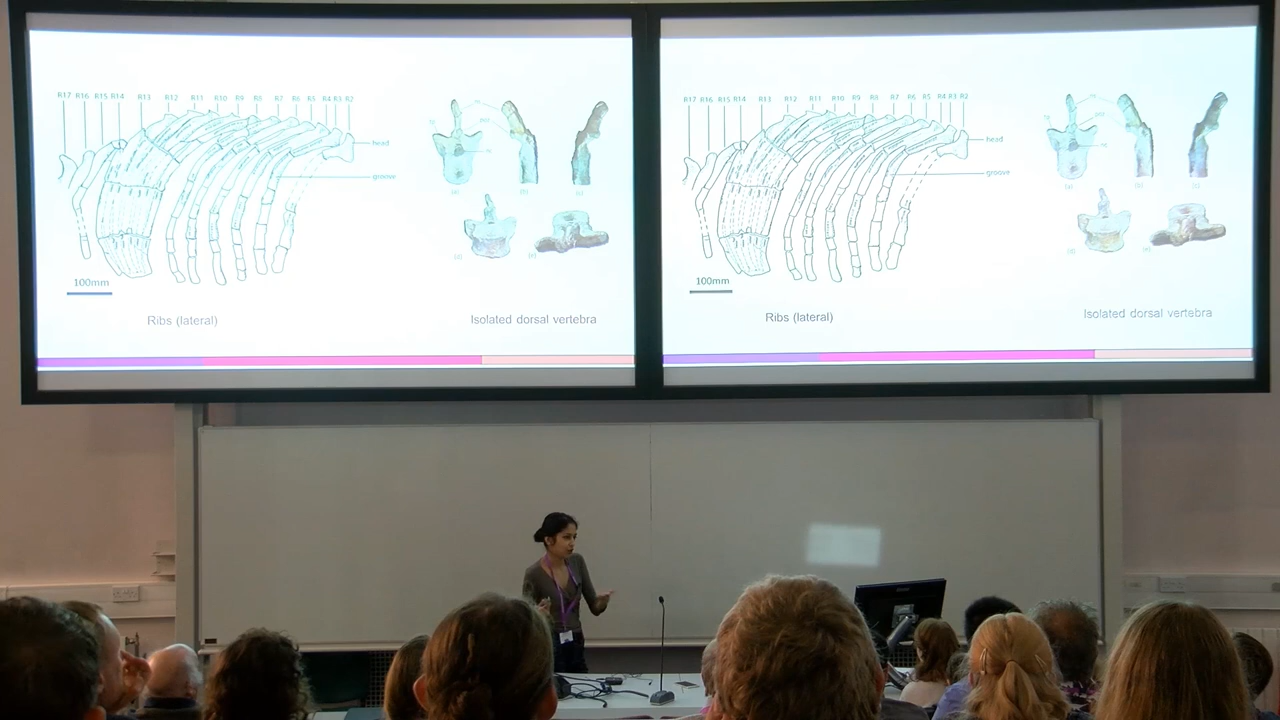 R17 R16 R15 R14 R13 R12 R11 R10 R9 R8 R7 R6 R5 R4 R3 R2
head
groove
(a) (b) (c)
(d) (e)
100mm
Ribs (lateral)
Isolated dorsal vertebra
R17 R16 R15 R14 R13 R12 R11 R10 R9 R8 R7 R6 R5 R4 R3 R2
head
groove
(a) (b) (c)
(d) (e)
100mm
Ribs (lateral)
Isolated dorsal vertebra